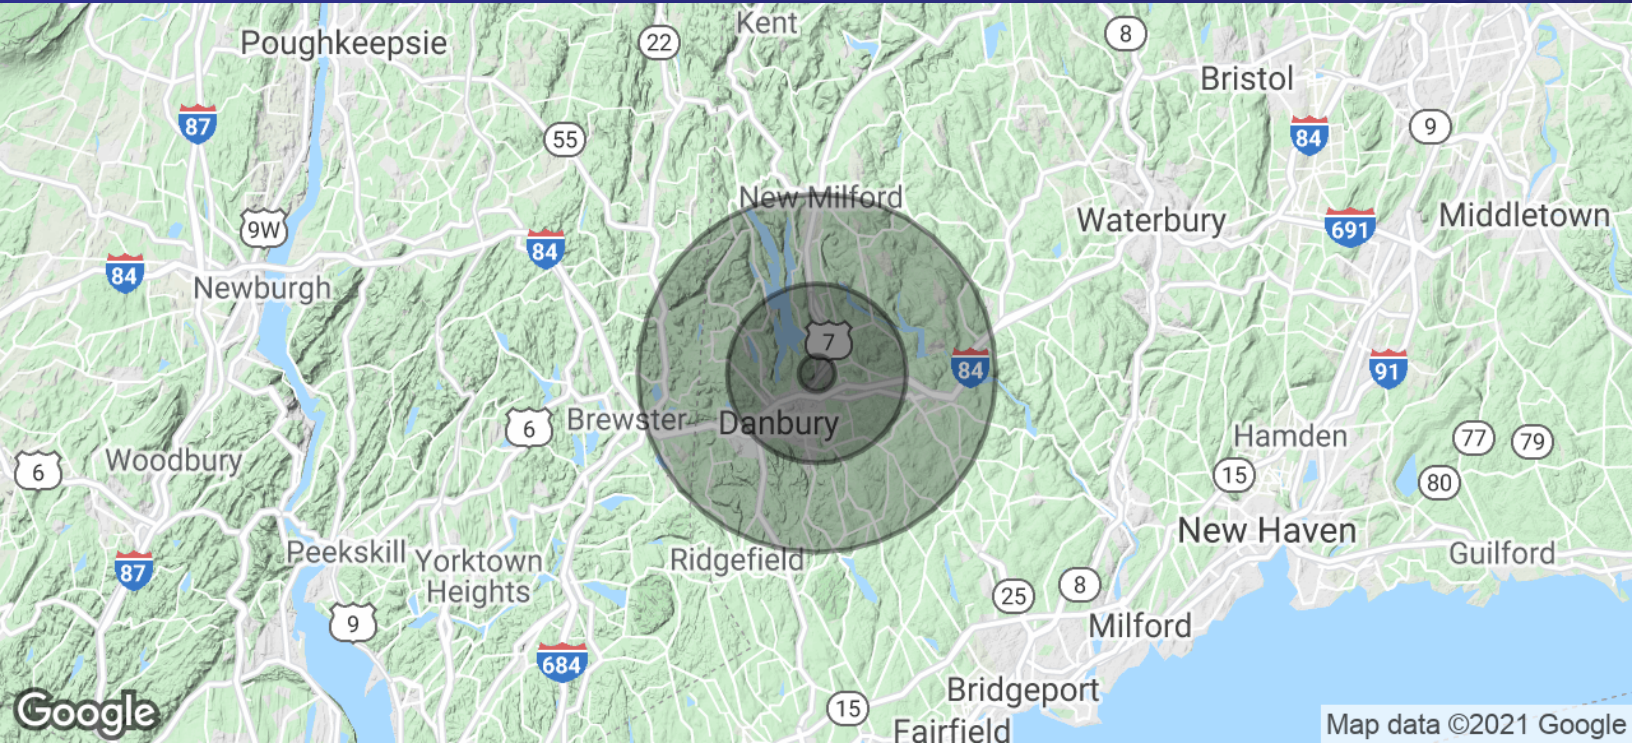 Kent
22
8
Poughkeepsie
Bristol
87
9
84
55
New Milford
9W
Waterbury
691
Middletown
84
84
Newburgh
7
84
91
6
Brewster
Danbury
Hamden
77
79
6
Woodbury
15
80
New Haven
Peekskill
Yorktown
Heights
Ridgefield
Guilford
87
8
25
9
Milford
684
Bridgeport
15
Google
Fairfield
Map data ©2021 Google